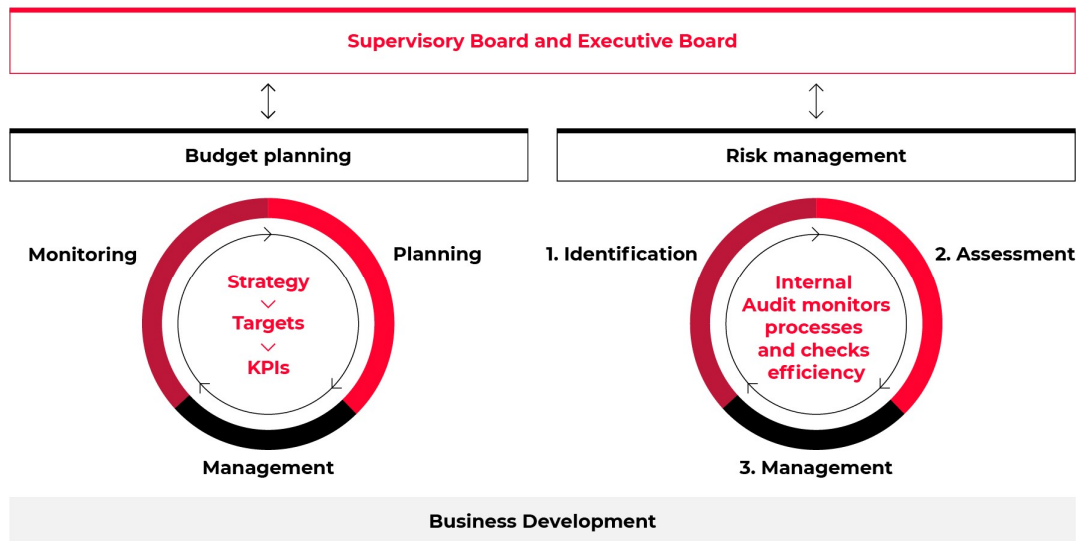 Supervisory Board and Executive Board
Budget planning
Monitoring
Planning
Strategy
Targets
KPIs
Management
Risk management
1. Identification
2. Assessment
Internal
Audit monitors
processes
and checks
efficiency
3. Management
Business Development